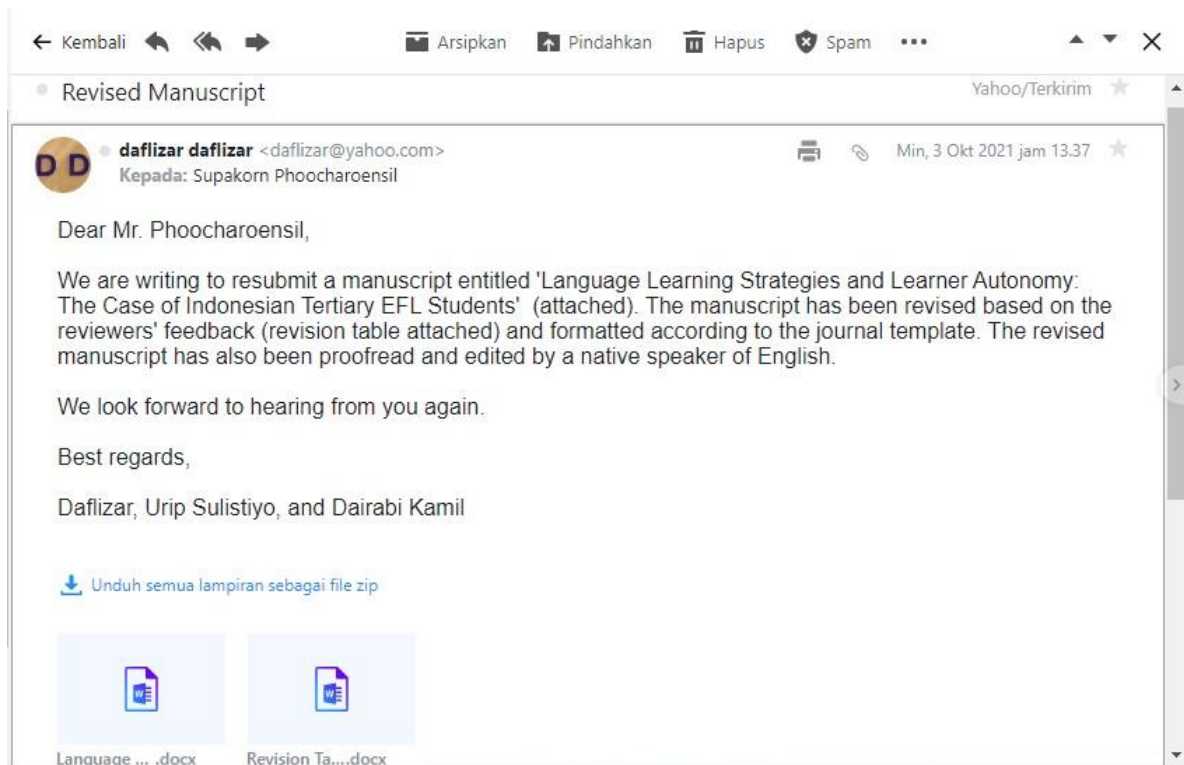 Kembali Arsipkan Pindahkan Hapus Spam
Revised Manuscript Yahoo/Terkirim
daflizar daflizar <daflizar@yahoo.com> Min, 3 Okt 2021 jam 13.37
D D
Kepada: Supakorn Phoocharoensil
Dear Mr. Phoocharoensil,
We are writing to resubmit a manuscript entitled 'Language Learning Strategies and Learner Autonomy:
The Case of Indonesian Tertiary EFL Students' (attached). The manuscript has been revised based on the
reviewers' feedback (revision table attached) and formatted according to the journal template. The revised
manuscript has also been proofread and edited by a native speaker of English.
We look forward to hearing from you again.
Best regards,
Daflizar, Urip Sulistiyo, and Dairabi Kamil
Unduh semua lampiran sebagai file zip
Language ... .docx Revision Ta....docx